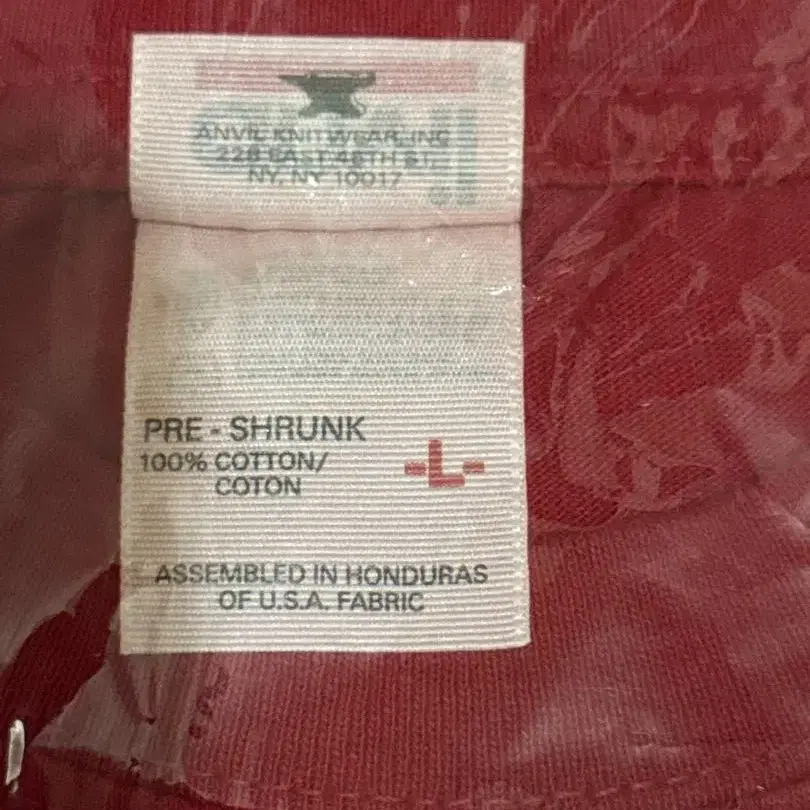 ANVIL KNITWEAR, INC
228 EAST 45TH ST.
NY, NY 10017
PRE - SHRUNK
100% COTTON/
COTON
-L-
ASSEMBLED IN HONDURAS
OF U.S.A. FABRIC